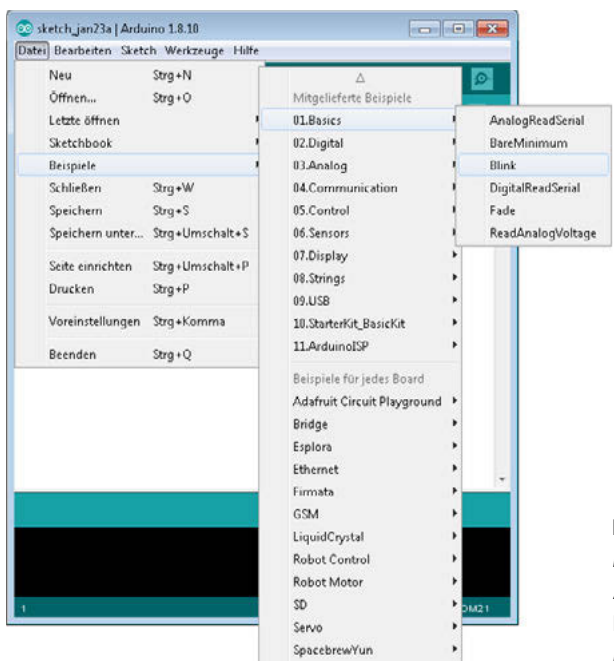 sketch_jan23a | Arduino 1.8.10
Datei Bearbeiten Sketch Werkzeuge Hilfe
Neu Strg+N
Öffnen... Strg+O
Letzte öffnen
Sketchbook
Beispiele
Schließen Strg+W
Speichern Strg+S
Speichern unter... Strg+Umschalt+S
Seite einrichten Strg+Umschalt+P
Drucken Strg+P
Voreinstellungen Strg+Komma
Beenden Strg+Q
Mitgelieferte Beispiele
01.Basics
02.Digital
03.Analog
04.Communication
05.Control
06.Sensors
07.Display
08.Strings
09.USB
10.StarterKit_BasicKit
11.ArduinoISP
Beispiele für jedes Board
Adafruit Circuit Playground
Bridge
Esplora
Ethernet
Firmata
GSM
LiquidCrystal
Robot Control
Robot Motor
SD
Servo
SpacebrewYun
AnalogReadSerial
BareMinimum
Blink
DigitalReadSerial
Fade
ReadAnalogVoltage
1 OM21